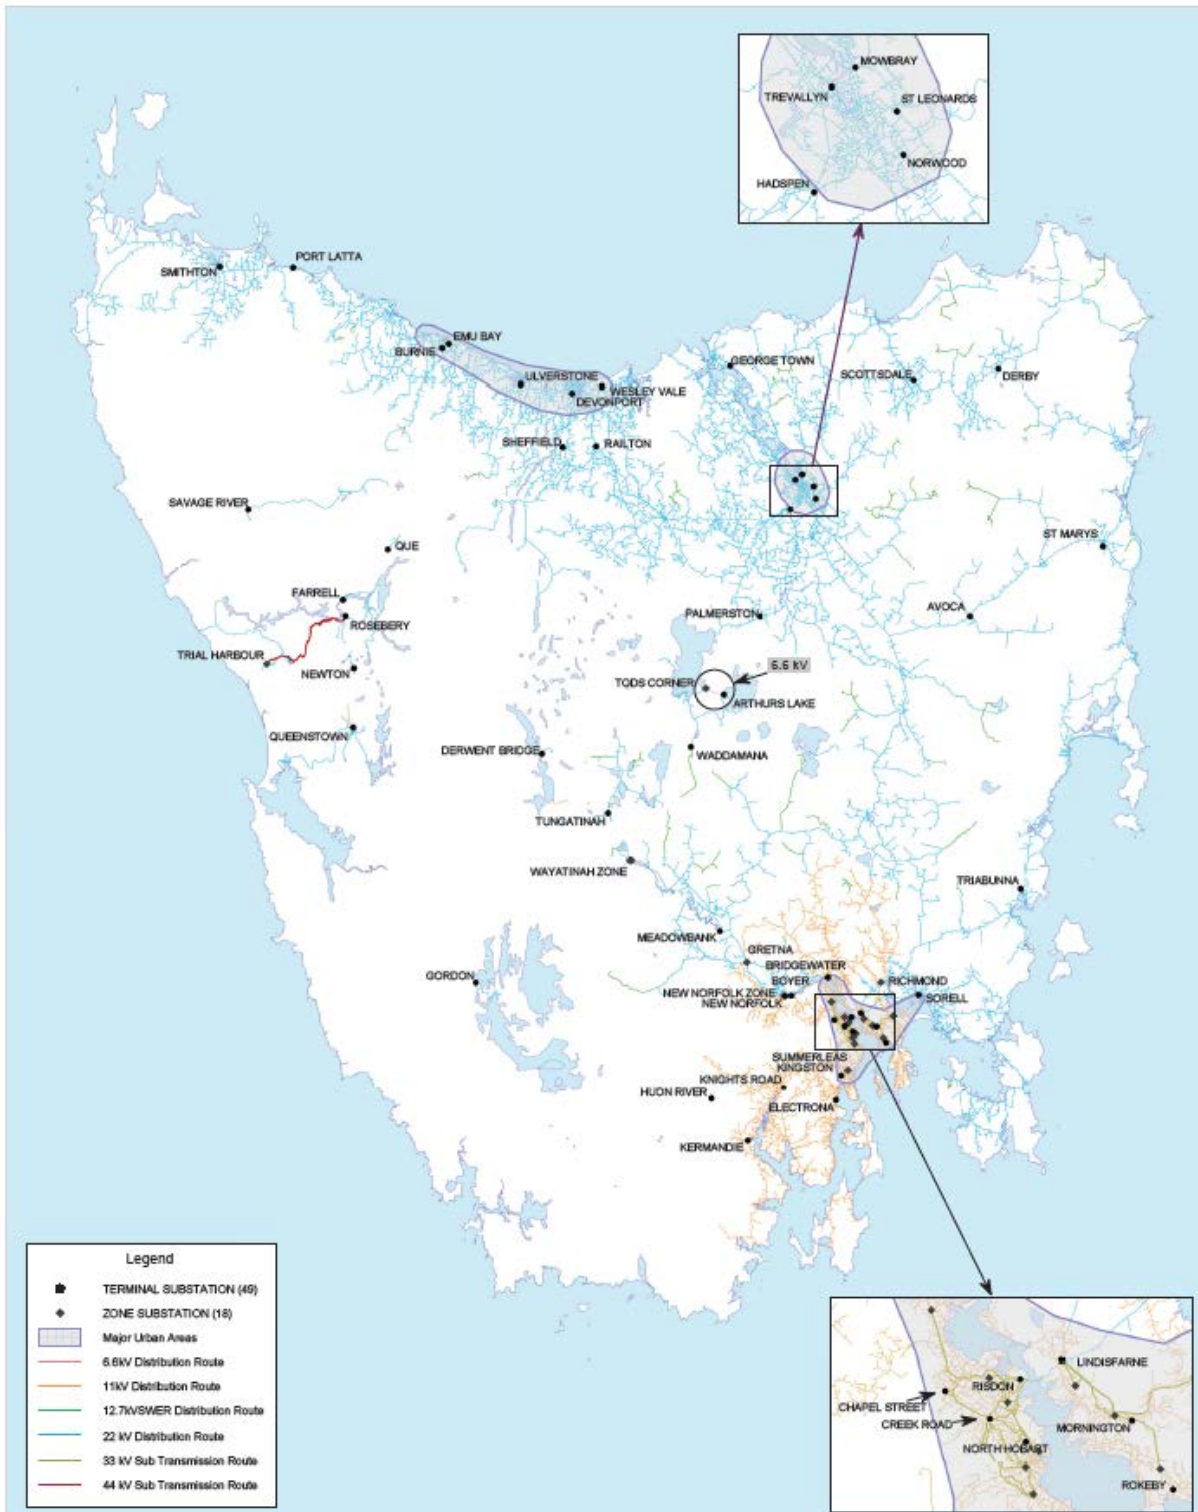 MOWBRAY
TREVALLYN
ST LEONARDS
NORWOOD
HADSPEN
PORT LATTA
SMITHTON
EMU BAY
BURNIE
GEORGE TOWN
ULVERSTONE
SCOTTSDALE
DERBY
WESLEY VALE
DEVONPORT
SHEFFIELD
RAILTON
SAVAGE RIVER
ST MARYS
QUE
FARRELL
AVOCA
PALMERSTON
ROSEBERY
TRIAL HARBOUR
6.6 kV
NEWTON
TODS CORNER
ARTHURS LAKE
QUEENSTOWN
DERWENT BRIDGE
WADDAMANA
TUNGATINAH
WAYATINAH ZONE
TRIABUNNA
MEADOWBANK
GRETNA
BRIDGEWATER
GORDON
BOYER
RICHMOND
NEW NORFOLK ZONE
SORELL
NEW NORFOLK
SUMMERLEAS
KINGSTON
KNIGHTS ROAD
HUON RIVER
ELECTRONA
KERMANDIE
Legend
TERMINAL SUBSTATION (49)
ZONE SUBSTATION (18)
Major Urban Areas
6.6kV Distribution Route
11kV Distribution Route
12.7kVSWER Distribution Route
22 kV Distribution Route
33 kV Sub Transmission Route
44 kV Sub Transmission Route
LINDISFARNE
RISDON
CHAPEL STREET
CREEK ROAD
MORNINGTON
NORTH HOBART
ROKEBY